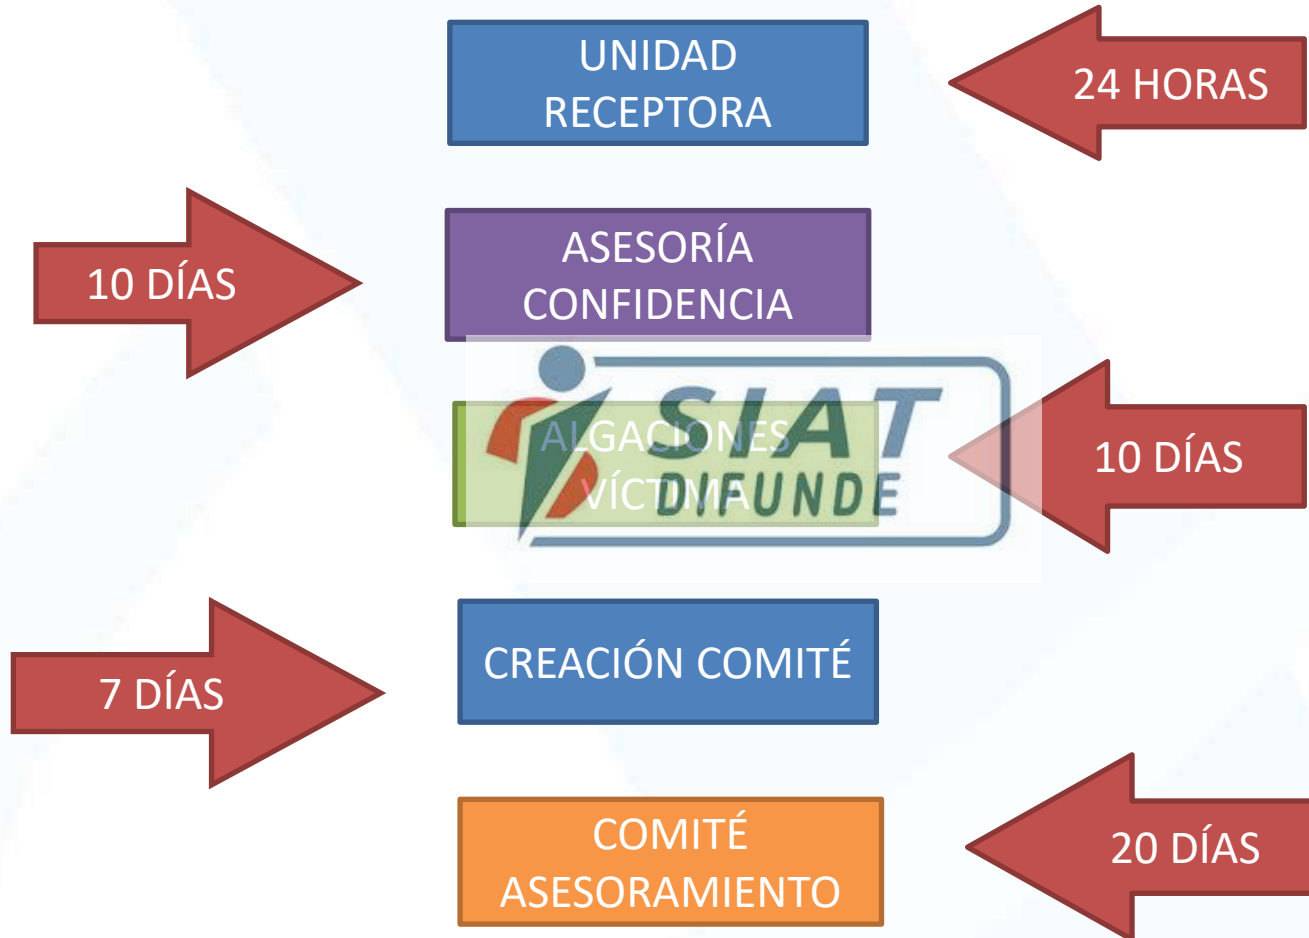 UNIDAD
RECEPTORA
24 HORAS
10 DÍAS
ASESORÍA
CONFIDENCIA
ALGACIONES
VÍCTIMA
SIAT
DIFUNDE
10 DÍAS
7 DÍAS
CREACIÓN COMITÉ
COMITÉ
ASESORAMIENTO
20 DÍAS